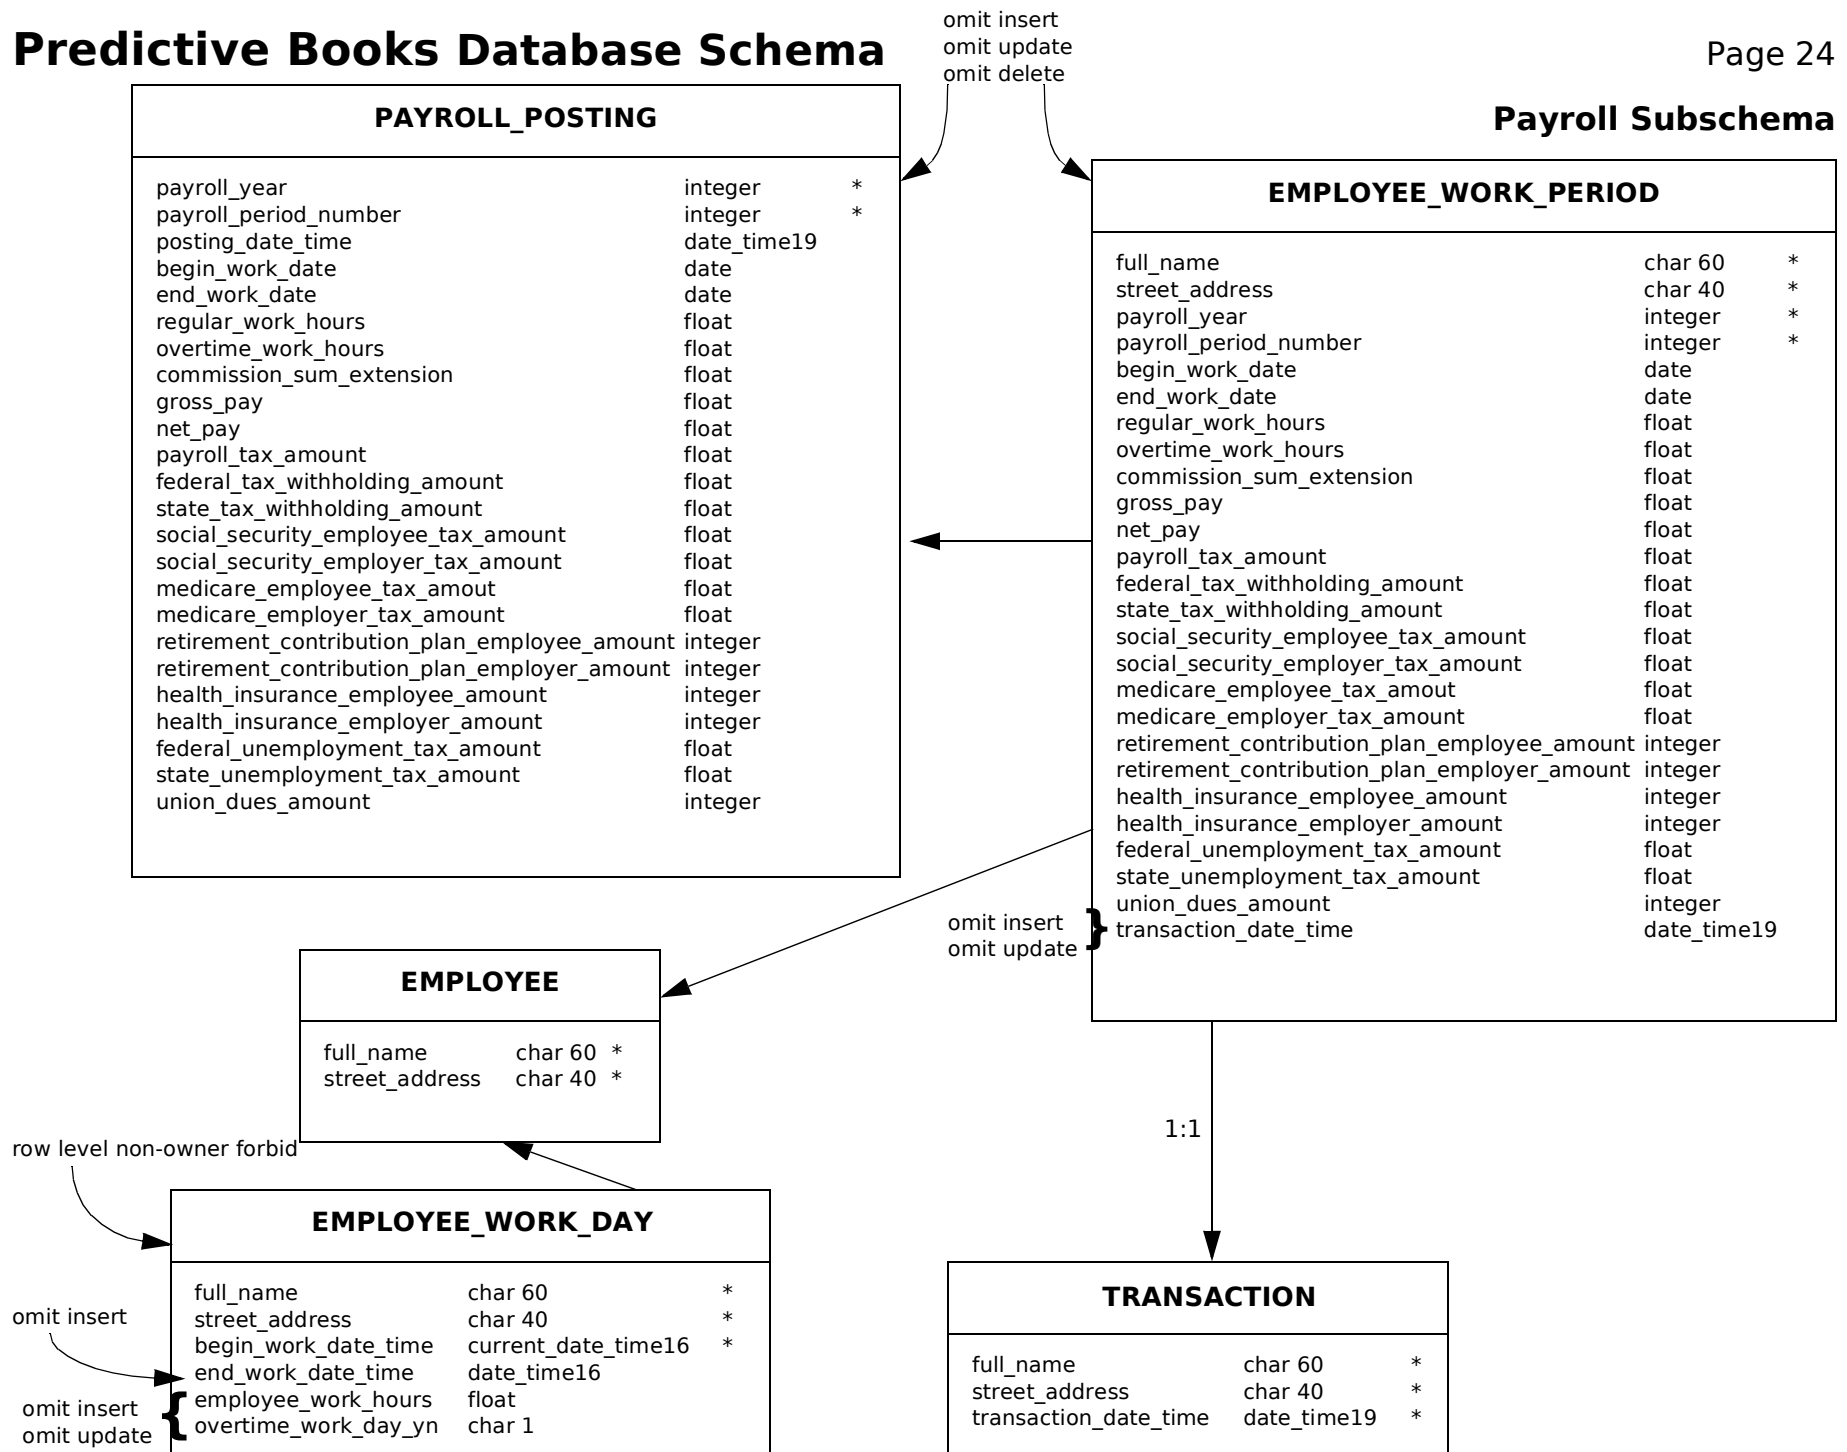 omit insert
omit update
omit delete
Predictive Books Database Schema
Page 24
Payroll Subschema
PAYROLL_POSTING
payroll_year integer *
payroll_period_number integer *
posting_date_time date_time19
begin_work_date date
end_work_date date
regular_work_hours float
overtime_work_hours float
commission_sum_extension float
gross_pay float
net_pay float
payroll_tax_amount float
federal_tax_withholding_amount float
state_tax_withholding_amount float
social_security_employee_tax_amount float
social_security_employer_tax_amount float
medicare_employee_tax_amout float
medicare_employer_tax_amount float
retirement_contribution_plan_employee_amount integer
retirement_contribution_plan_employer_amount integer
health_insurance_employee_amount integer
health_insurance_employer_amount integer
federal_unemployment_tax_amount float
state_unemployment_tax_amount float
union_dues_amount integer
EMPLOYEE_WORK_PERIOD
full_name char 60 *
street_address char 40 *
payroll_year integer *
payroll_period_number integer *
begin_work_date date
end_work_date date
regular_work_hours float
overtime_work_hours float
commission_sum_extension float
gross_pay float
net_pay float
payroll_tax_amount float
federal_tax_withholding_amount float
state_tax_withholding_amount float
social_security_employee_tax_amount float
social_security_employer_tax_amount float
medicare_employee_tax_amout float
medicare_employer_tax_amount float
retirement_contribution_plan_employee_amount integer
retirement_contribution_plan_employer_amount integer
health_insurance_employee_amount integer
health_insurance_employer_amount integer
federal_unemployment_tax_amount float
state_unemployment_tax_amount float
union_dues_amount integer
transaction_date_time date_time19
omit insert
omit update }
EMPLOYEE
full_name char 60 *
street_address char 40 *
1:1
row level non-owner forbid
EMPLOYEE_WORK_DAY
full_name char 60 *
street_address char 40 *
begin_work_date_time current_date_time16 *
end_work_date_time date_time16
employee_work_hours float
overtime_work_day_yn char 1
omit insert
omit insert
omit update {
TRANSACTION
full_name char 60 *
street_address char 40 *
transaction_date_time date_time19 *